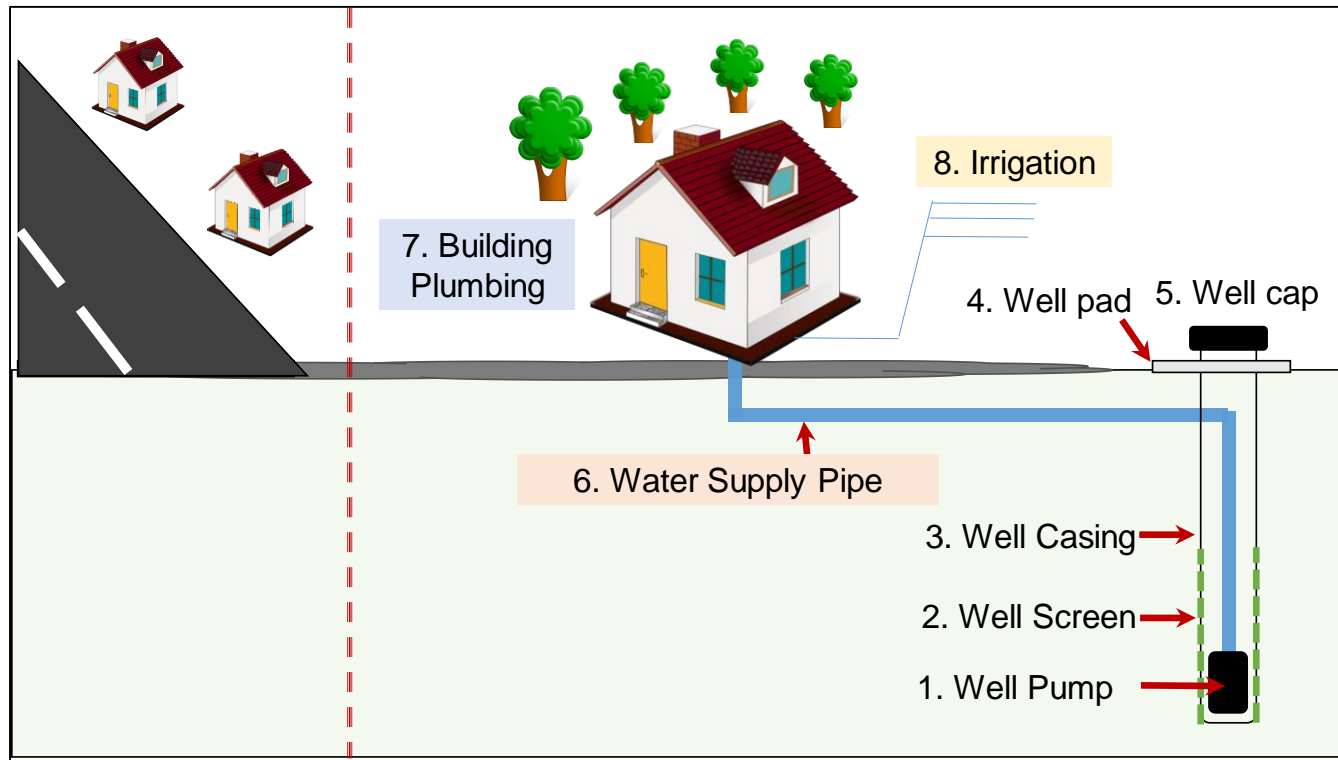 8. Irrigation
7. Building
Plumbing
4. Well pad
5. Well cap
6. Water Supply Pipe
3. Well Casing
2. Well Screen
1. Well Pump